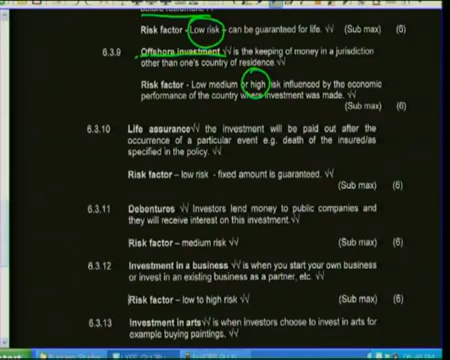 before retirement.
Risk factor - Low risk – can be guaranteed for life. √√ (Sub max) (6)
6.3.9 Offshore investment √√ is the keeping of money in a jurisdiction
other than one's country of residence. √√
Risk factor - Low medium or high risk influenced by the economic
performance of the country where investment was made. √√
(Sub max) (6)
6.3.10 Life assurance √√ the investment will be paid out after the
occurrence of a particular event e.g. death of the insured/as
specified in the policy. √√
Risk factor – low risk - fixed amount is guaranteed. √√
(Sub max) (6)
6.3.11 Debentures √√ Investors lend money to public companies and
they will receive interest on this investment. √√
Risk factor – medium risk √√ (Sub max) (6)
6.3.12 Investment in a business √√ is when you start your own business
or invest in an existing business as a partner, etc. √√
Risk factor – low to high risk √√ (Sub max) (6)
6.3.13 Investment in arts √√ is when investors choose to invest in arts for
example buying paintings. √√